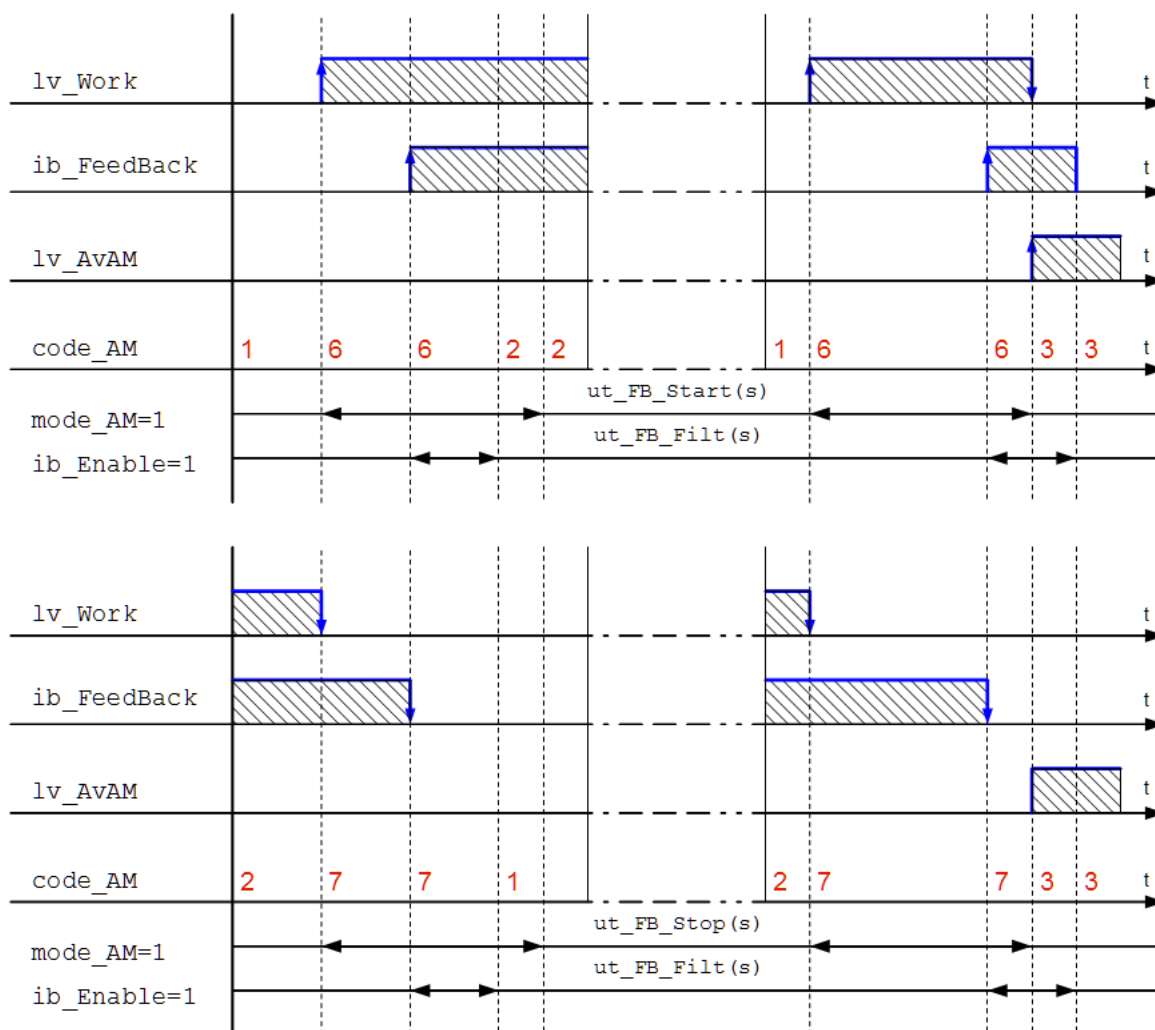 lv_Work t
ib_FeedBack t
lv_AvAM t
code_AM 1 6 6 2 2 1 6 6 3 3 t
ut_FB_Start(s)
mode_AM=1
ut_FB_Filt(s)
ib_Enable=1
lv_Work t
ib_FeedBack t
lv_AvAM t
code_AM 2 7 7 1 2 7 7 3 3 t
ut_FB_Stop(s)
mode_AM=1
ut_FB_Filt(s)
ib_Enable=1